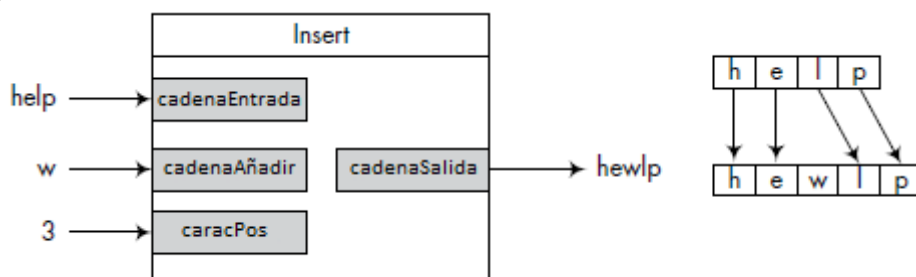 Insert
help
cadenaEntrada
w
cadenaAñadir
cadenaSalida
hewlp
3
caracPos
h e l p
h e w l p